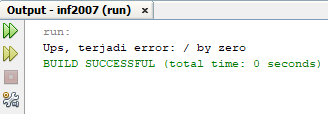 Output - inf2007 (run)
run:
Ups, terjadi error: / by zero
BUILD SUCCESSFUL (total time: 0 seconds)